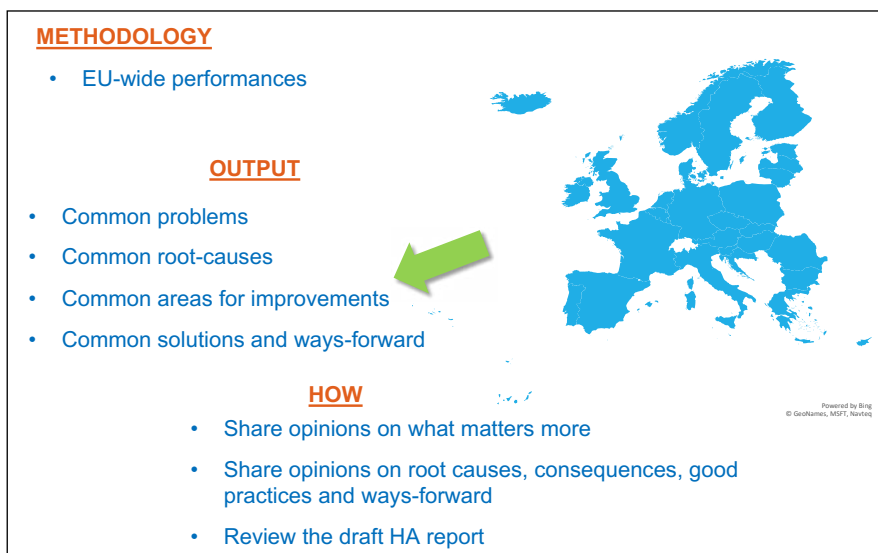 METHODOLOGY
• EU-wide performances
OUTPUT
• Common problems
• Common root-causes
• Common areas for improvements
• Common solutions and ways-forward
HOW
Powered by Bing
© GeoNames, MSFT, Navteq
• Share opinions on what matters more
• Share opinions on root causes, consequences, good
practices and ways-forward
• Review the draft HA report